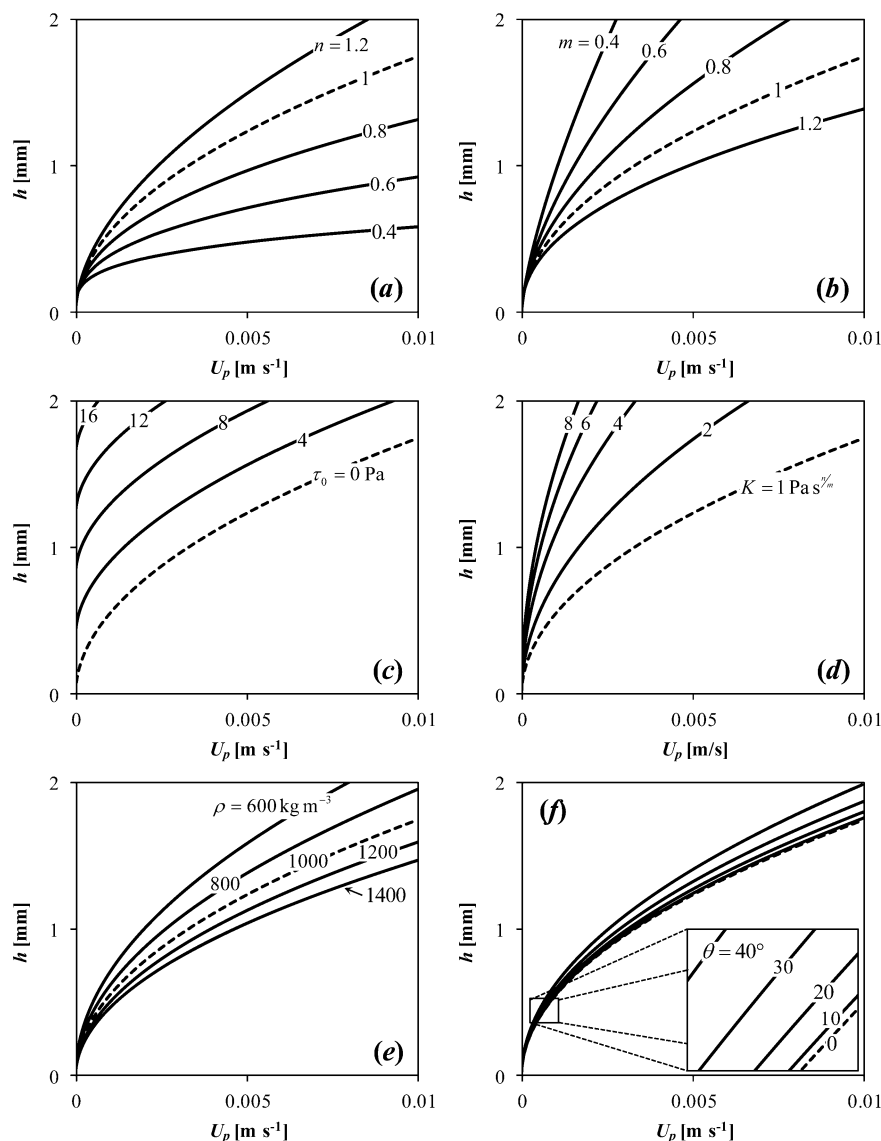 2
n = 1.2
1
0.8
0.6
0.4
1
h [mm]
(a)
0
0
0.005
0.01
U_p [m s-1]
2
m = 0.4
0.6
0.8
1
1.2
1
h [mm]
(b)
0
0
0.005
0.01
U_p [m s-1]
2
16
12
8
4
τ₀ = 0 Pa
1
h [mm]
(c)
0
0
0.005
0.01
U_p [m s-1]
2
8
6
4
2
K = 1 Pa s^{n/m}
1
h [mm]
(d)
0
0
0.005
0.01
U_p [m/s]
2
ρ = 600 kg m⁻³
800
1000
1200
1400
1
h [mm]
(e)
0
0
0.005
0.01
U_p [m s-1]
2
(f)
1
θ = 40°
30
20
10
0
h [mm]
0
0
0.005
0.01
U_p [m s-1]